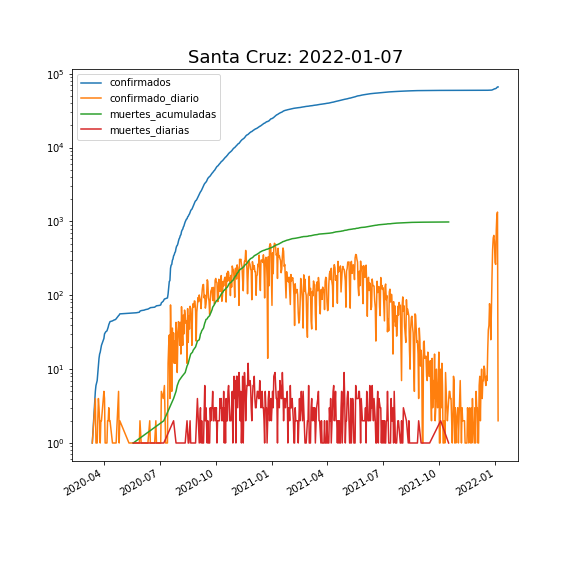 Santa Cruz: 2022-01-07
confirmados
confirmado_diario
muertes_acumuladas
muertes_diarias
10^5
10^4
10^3
10^2
10^1
10^0
2020-04
2020-07
2020-10
2021-01
2021-04
2021-07
2021-10
2022-01